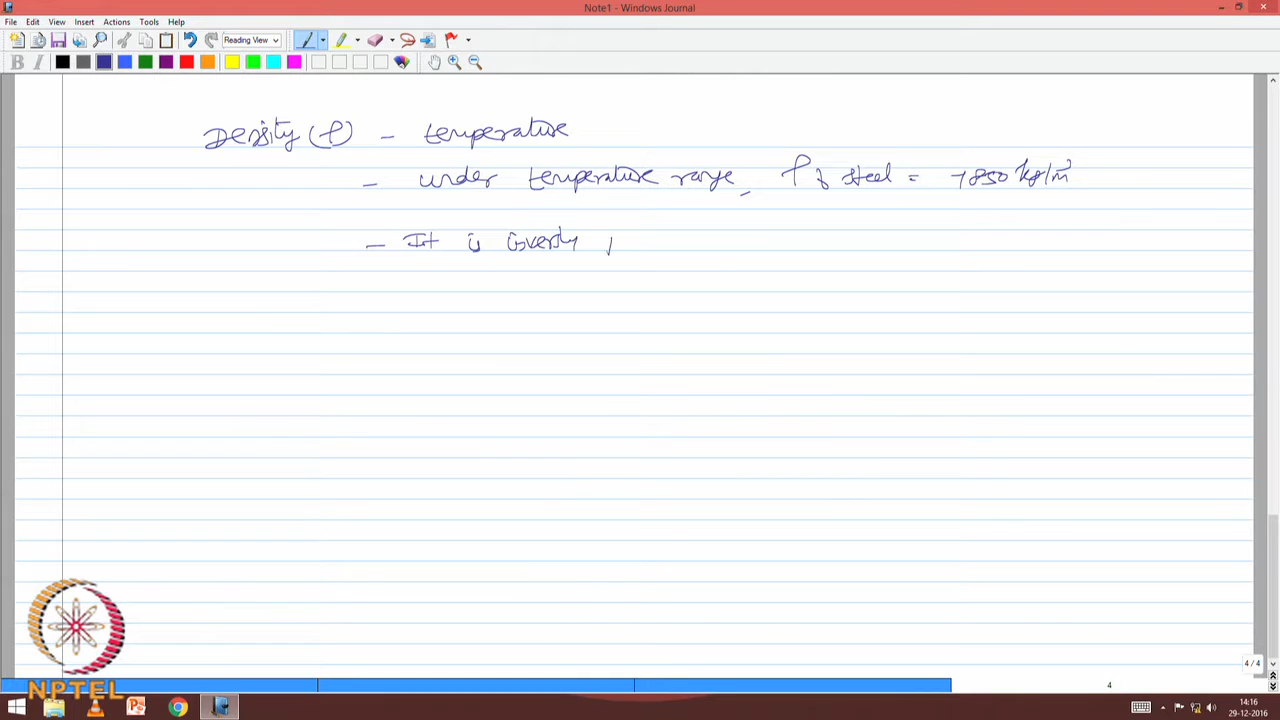 Note1 - Windows Journal
File Edit View Insert Actions Tools Help
Reading View
B I
Density (ρ) - temperature
- under temperature range, ρ of steel = 7850 kg/m³
- It is inversely p
4 / 4
4
NPTEL
14:16
29-12-2016